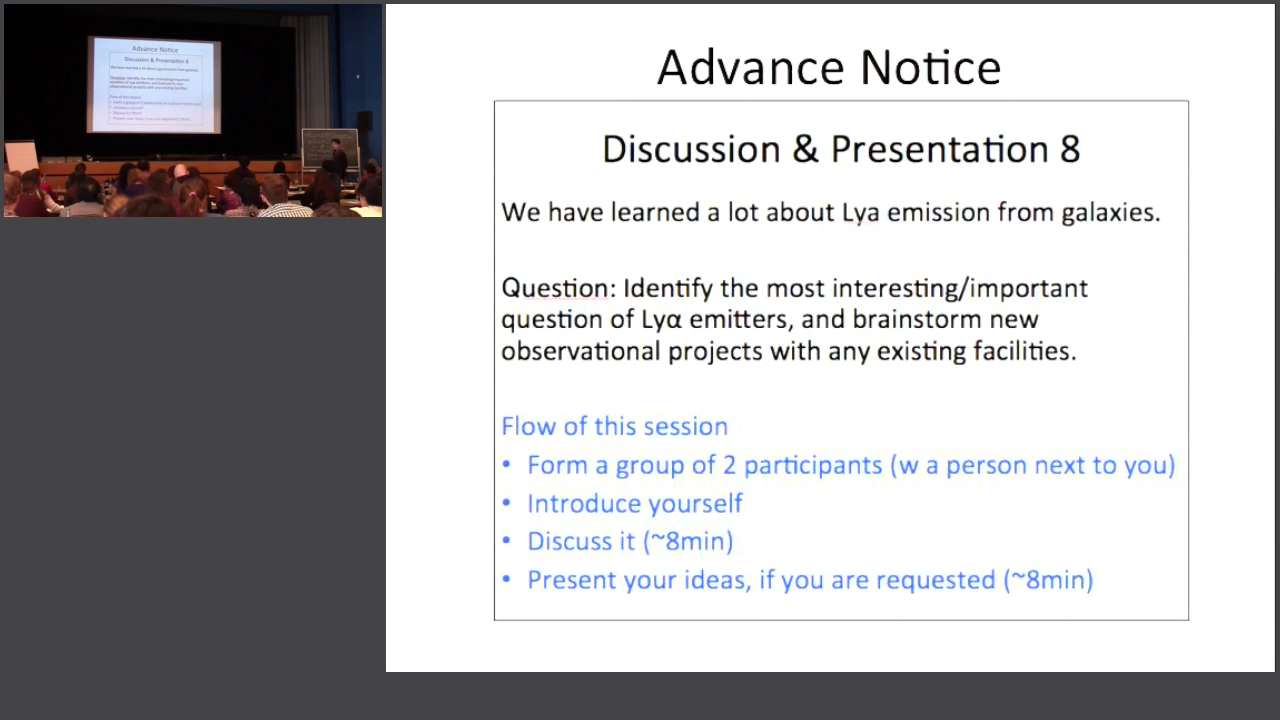 Advance Notice
Discussion & Presentation 8
We have learned a lot about Lya emission from galaxies.
Question: Identify the most interesting/important
question of Lyα emitters, and brainstorm new
observational projects with any existing facilities.
Flow of this session
• Form a group of 2 participants (w a person next to you)
• Introduce yourself
• Discuss it (~8min)
• Present your ideas, if you are requested (~8min)